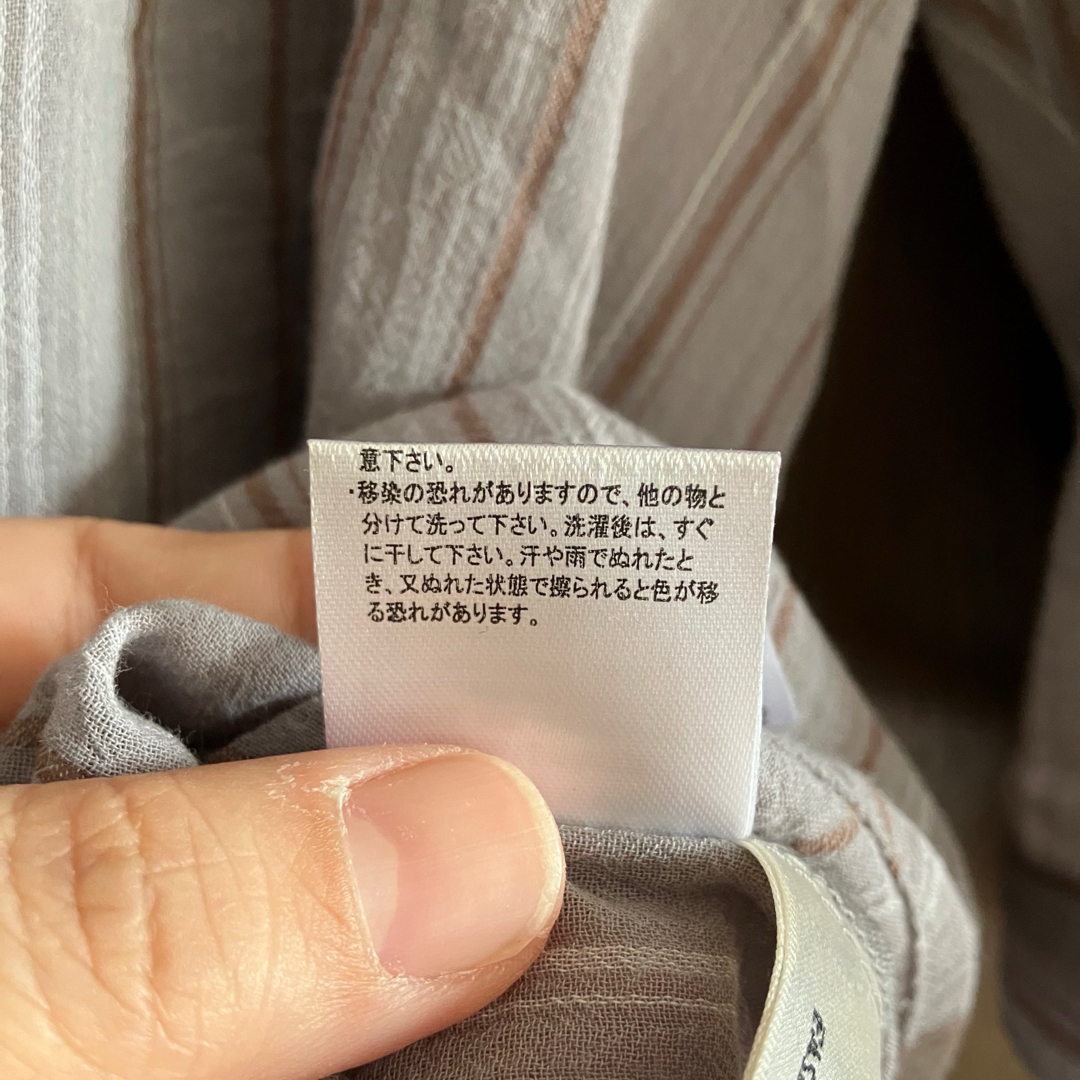 意下さい。
・移染の恐れがありますので、他の物と
分けて洗って下さい。洗濯後は、すぐ
に干して下さい。汗や雨でぬれたと
き、又ぬれた状態で擦られると色が移
る恐れがあります。